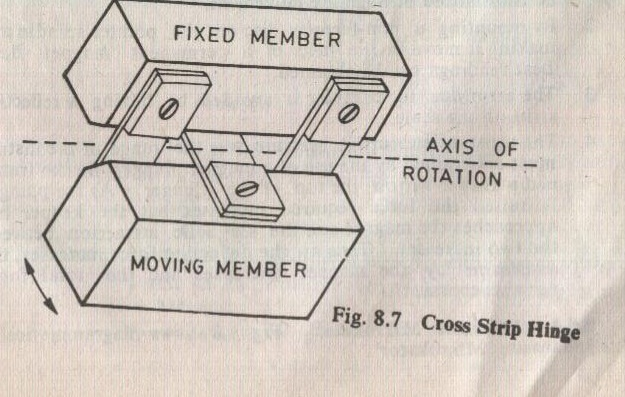 FIXED MEMBER
AXIS OF
ROTATION
MOVING MEMBER
Fig. 8.7 Cross Strip Hinge